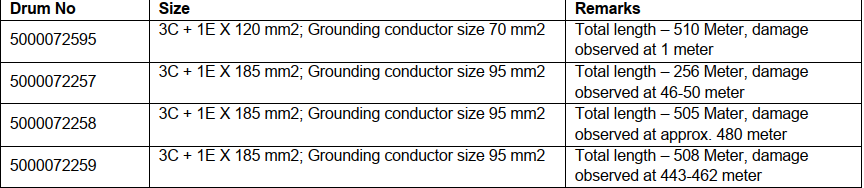 Drum No Size Remarks
5000072595 3C + 1E X 120 mm2; Grounding conductor size 70 mm2 Total length – 510 Meter, damage
observed at 1 meter
5000072257 3C + 1E X 185 mm2; Grounding conductor size 95 mm2 Total length – 256 Meter, damage
observed at 46-50 meter
5000072258 3C + 1E X 185 mm2; Grounding conductor size 95 mm2 Total length – 505 Mater, damage
observed at approx. 480 meter
5000072259 3C + 1E X 185 mm2; Grounding conductor size 95 mm2 Total length – 508 Meter, damage
observed at 443-462 meter